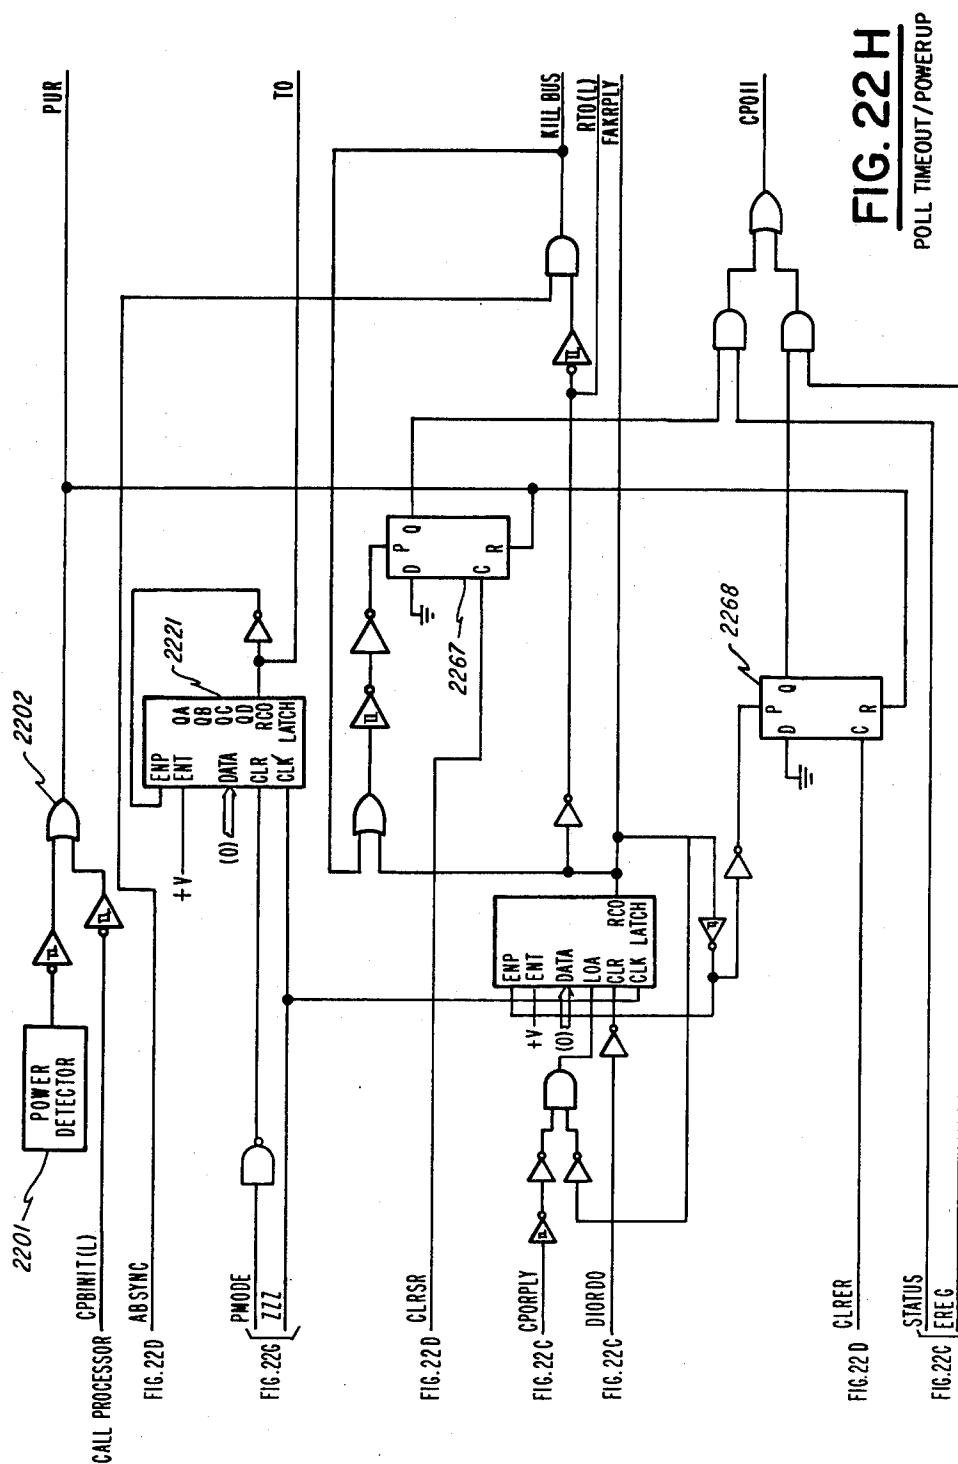 PUR
TO
KILL BUS
RTO(L)
FAKRPLY
CPO11
2202
2221
2201
POWER
DETECTOR
CALL PROCESSOR CPBINIT(L)
FIG.22D ABSYNC
PMODE
FIG.22G ZZZ
+V
(0)
ENP
ENT
DATA
CLR
CLK
QA
QB
QC
QD
RCO
LATCH
CLRSR
FIG.22D
2267
D
P
Q
C
R
CPORPLY
FIG.22C
DIORDO
FIG.22C
+V
(0)
ENP
ENT
DATA
LOA
CLR
CLK
RCO
LATCH
2268
D
P
Q
C
R
CLRER
FIG.22D
STATUS
FIG.22C EREG
FIG. 22H
POLL TIMEOUT/POWERUP